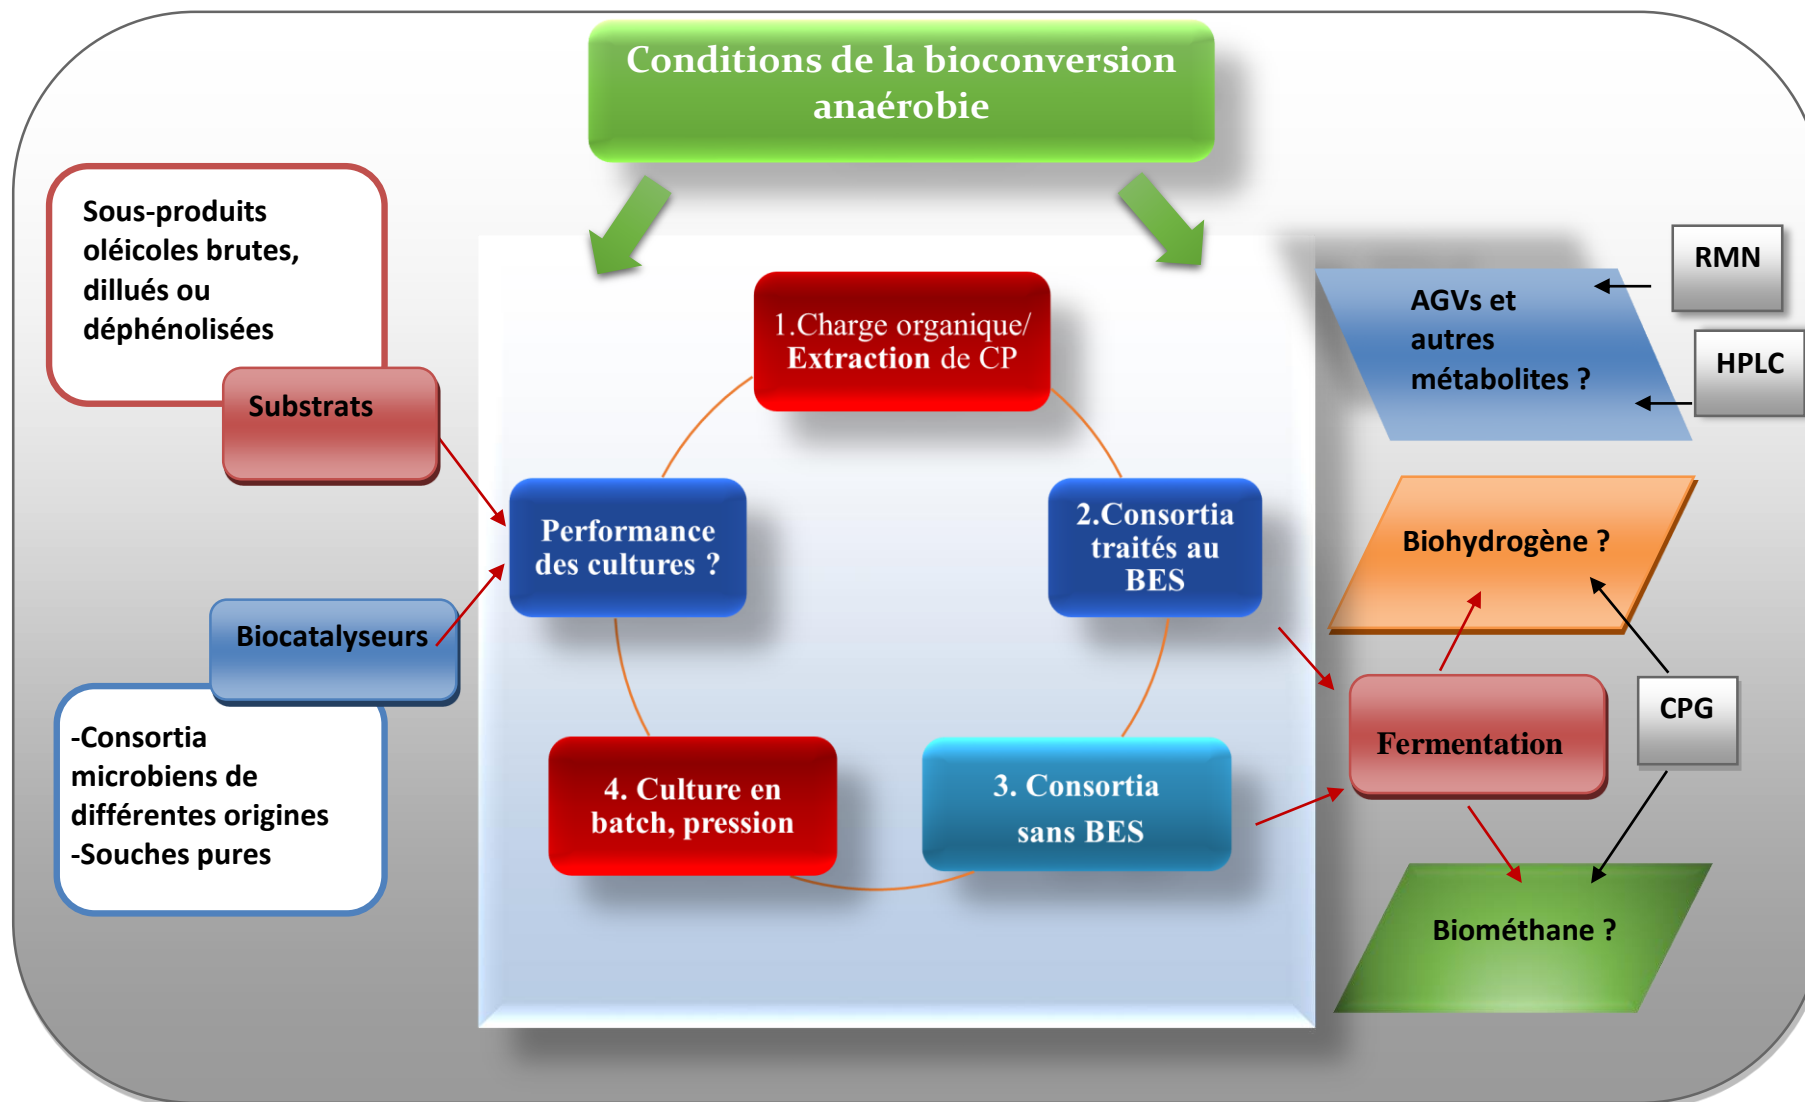 Conditions de la bioconversion
anaérobie
Sous-produits
oléicoles brutes,
dillués ou
déphénolisées
Substrats
Biocatalyseurs
-Consortia
microbiens de
différentes origines
-Souches pures
1.Charge organique/
Extraction de CP
Performance
des cultures ?
2.Consortia
traités au
BES
4. Culture en
batch, pression
3. Consortia
sans BES
RMN
AGVs et
autres
métabolites ?
HPLC
Biohydrogène ?
Fermentation
CPG
Biométhane ?